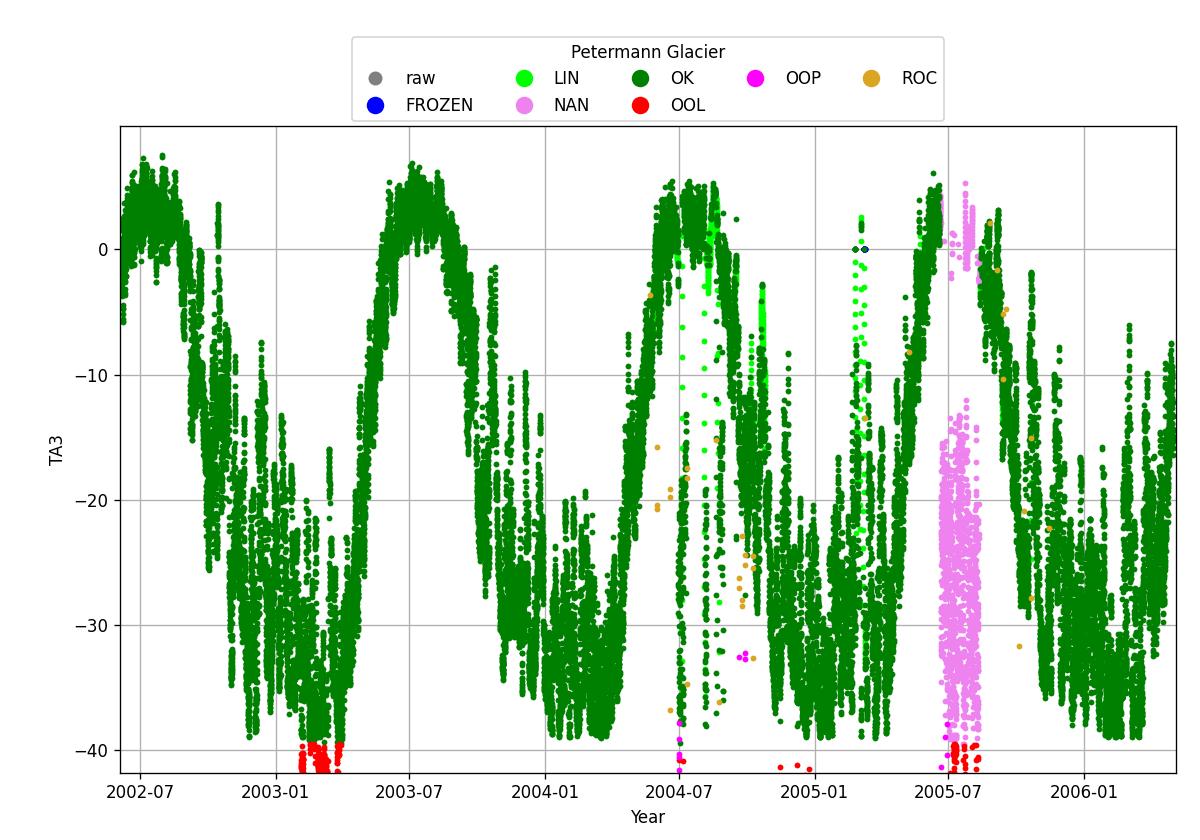 Petermann Glacier
raw LIN OK OOP ROC
FROZEN NAN OOL
0
−10
−20
−30
−40
TA3
2002-07 2003-01 2003-07 2004-01 2004-07 2005-01 2005-07 2006-01
Year